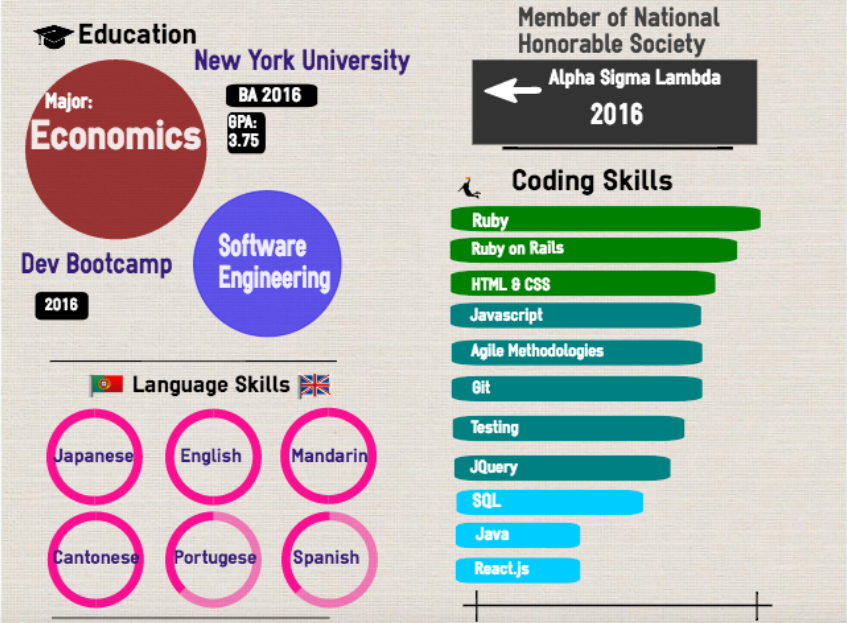 Education
New York University
BA 2016
GPA:
3.75
Major:
Economics
Software
Engineering
Dev Bootcamp
2016
Language Skills
Japanese
English
Mandarin
Cantonese
Portugese
Spanish
Member of National
Honorable Society
Alpha Sigma Lambda
2016
Coding Skills
Ruby
Ruby on Rails
HTML & CSS
Javascript
Agile Methodologies
Git
Testing
JQuery
SQL
Java
React.js